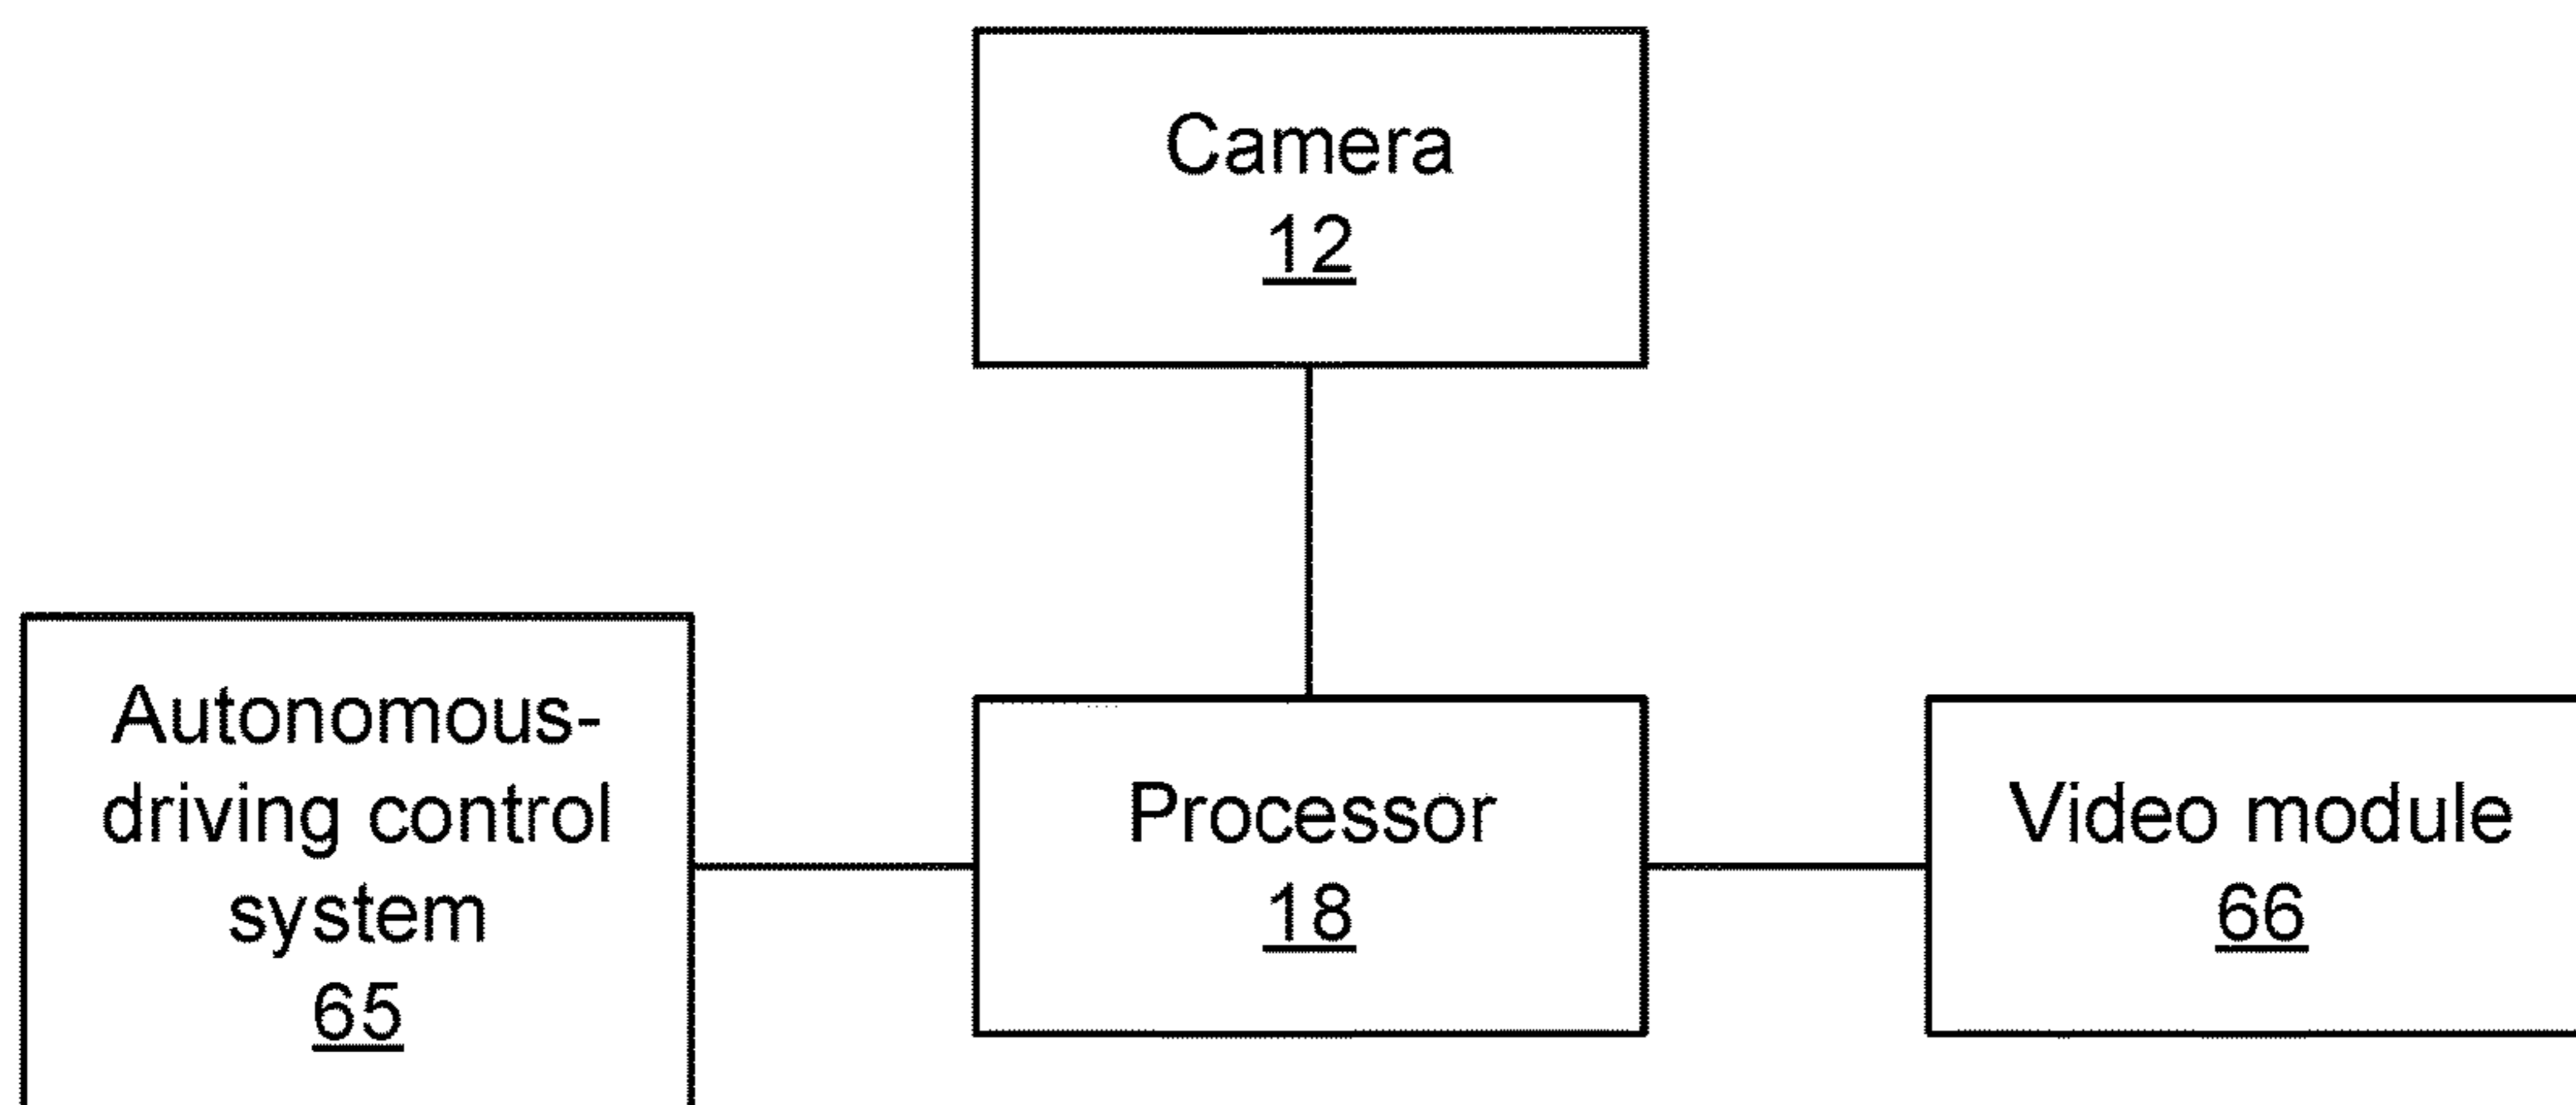 Camera
12
Autonomous-
driving control
system
65
Processor
18
Video module
66